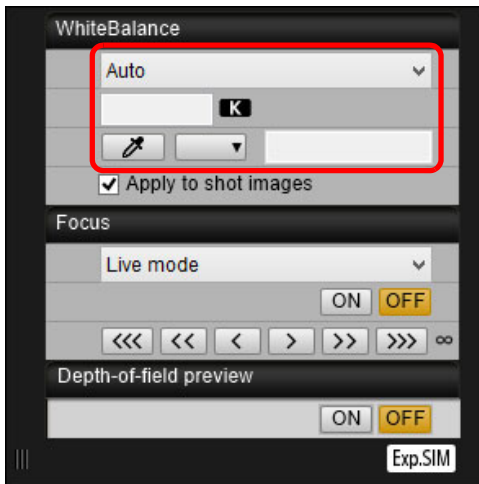 WhiteBalance
Auto
K
Apply to shot images
Focus
Live mode
ON OFF
<<< << < > >> >>> ∞
Depth-of-field preview
ON OFF
Exp.SIM